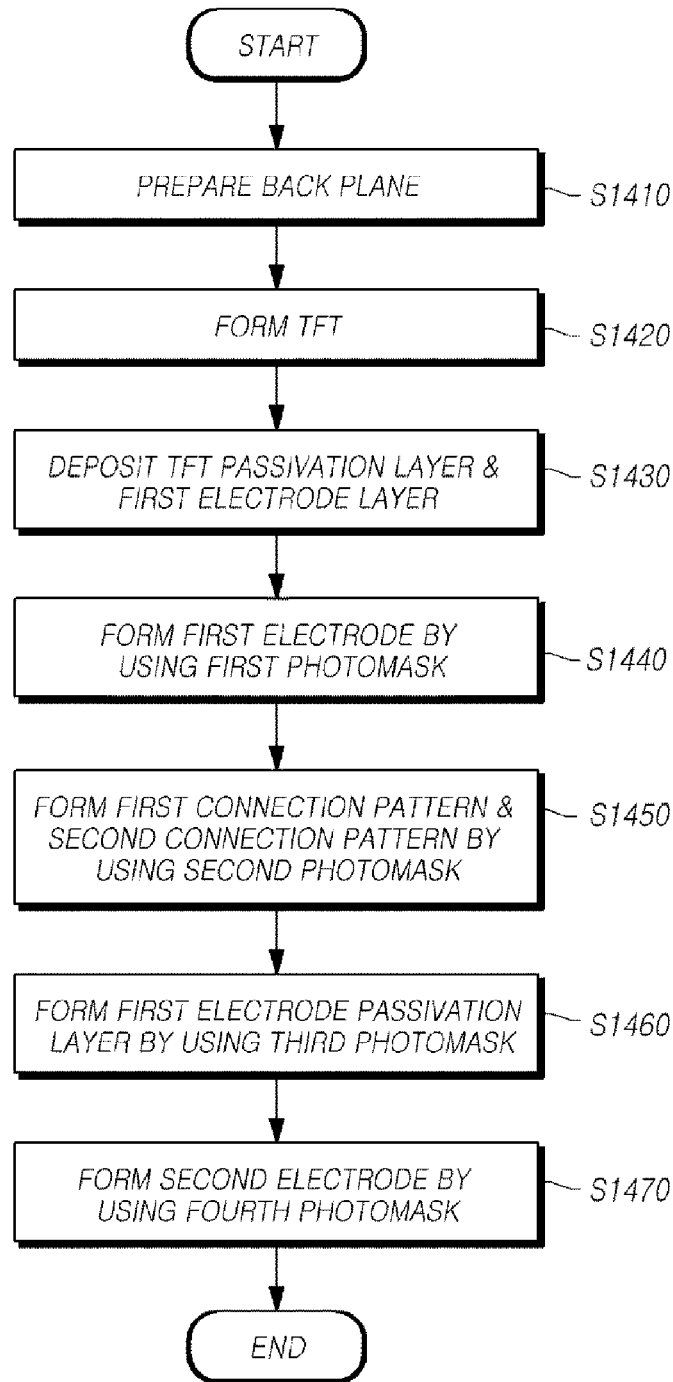 START
PREPARE BACK PLANE
S1410
FORM TFT
S1420
DEPOSIT TFT PASSIVATION LAYER &
FIRST ELECTRODE LAYER
S1430
FORM FIRST ELECTRODE BY
USING FIRST PHOTOMASK
S1440
FORM FIRST CONNECTION PATTERN &
SECOND CONNECTION PATTERN BY
USING SECOND PHOTOMASK
S1450
FORM FIRST ELECTRODE PASSIVATION
LAYER BY USING THIRD PHOTOMASK
S1460
FORM SECOND ELECTRODE BY
USING FOURTH PHOTOMASK
S1470
END